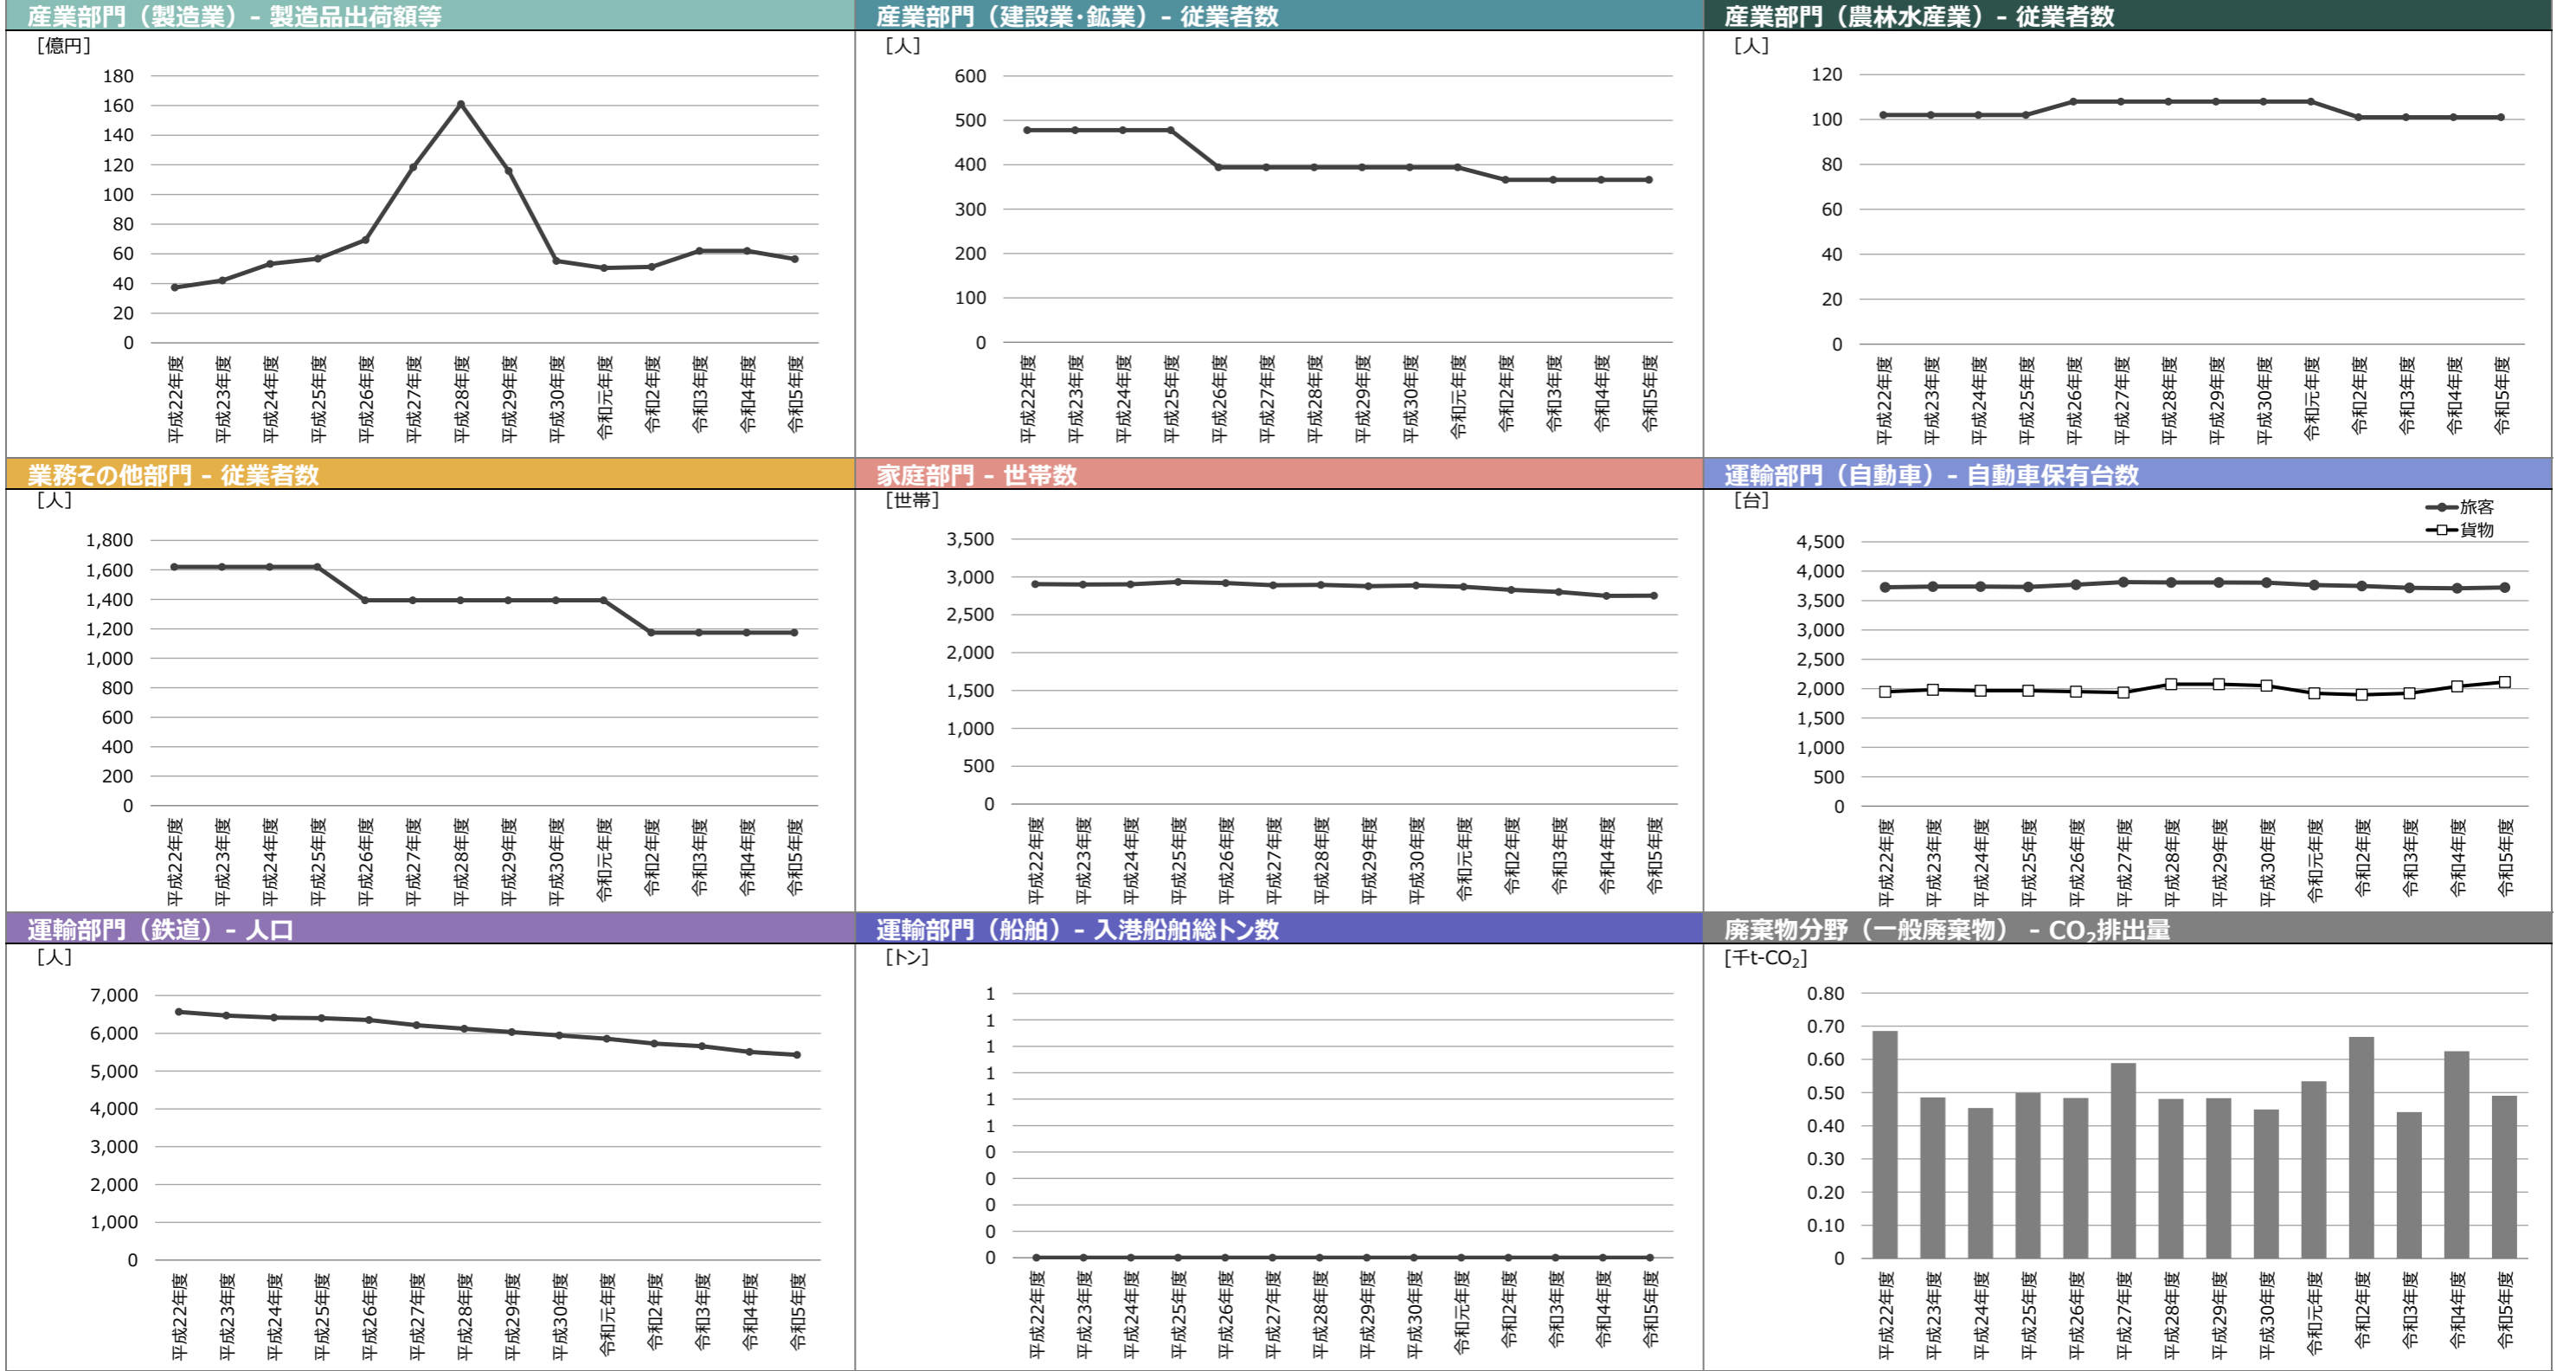 産業部門（製造業）- 製造品出荷額等
[億円]
180
160
140
120
100
80
60
40
20
0
平成22年度
平成23年度
平成24年度
平成25年度
平成26年度
平成27年度
平成28年度
平成29年度
平成30年度
令和元年度
令和2年度
令和3年度
令和4年度
令和5年度
産業部門（建設業･鉱業）- 従業者数
[人]
600
500
400
300
200
100
0
平成22年度
平成23年度
平成24年度
平成25年度
平成26年度
平成27年度
平成28年度
平成29年度
平成30年度
令和元年度
令和2年度
令和3年度
令和4年度
令和5年度
産業部門（農林水産業）- 従業者数
[人]
120
100
80
60
40
20
0
平成22年度
平成23年度
平成24年度
平成25年度
平成26年度
平成27年度
平成28年度
平成29年度
平成30年度
令和元年度
令和2年度
令和3年度
令和4年度
令和5年度
業務その他部門 - 従業者数
[人]
1,800
1,600
1,400
1,200
1,000
800
600
400
200
0
平成22年度
平成23年度
平成24年度
平成25年度
平成26年度
平成27年度
平成28年度
平成29年度
平成30年度
令和元年度
令和2年度
令和3年度
令和4年度
令和5年度
家庭部門 - 世帯数
[世帯]
3,500
3,000
2,500
2,000
1,500
1,000
500
0
平成22年度
平成23年度
平成24年度
平成25年度
平成26年度
平成27年度
平成28年度
平成29年度
平成30年度
令和元年度
令和2年度
令和3年度
令和4年度
令和5年度
運輸部門（自動車）- 自動車保有台数
[台]
旅客
貨物
4,500
4,000
3,500
3,000
2,500
2,000
1,500
1,000
500
0
平成22年度
平成23年度
平成24年度
平成25年度
平成26年度
平成27年度
平成28年度
平成29年度
平成30年度
令和元年度
令和2年度
令和3年度
令和4年度
令和5年度
運輸部門（鉄道）- 人口
[人]
7,000
6,000
5,000
4,000
3,000
2,000
1,000
0
平成22年度
平成23年度
平成24年度
平成25年度
平成26年度
平成27年度
平成28年度
平成29年度
平成30年度
令和元年度
令和2年度
令和3年度
令和4年度
令和5年度
運輸部門（船舶）- 入港船舶総トン数
[トン]
1
1
1
1
1
1
0
0
0
0
0
平成22年度
平成23年度
平成24年度
平成25年度
平成26年度
平成27年度
平成28年度
平成29年度
平成30年度
令和元年度
令和2年度
令和3年度
令和4年度
令和5年度
廃棄物分野（一般廃棄物） - CO₂排出量
[千t-CO₂]
0.80
0.70
0.60
0.50
0.40
0.30
0.20
0.10
0
平成22年度
平成23年度
平成24年度
平成25年度
平成26年度
平成27年度
平成28年度
平成29年度
平成30年度
令和元年度
令和2年度
令和3年度
令和4年度
令和5年度